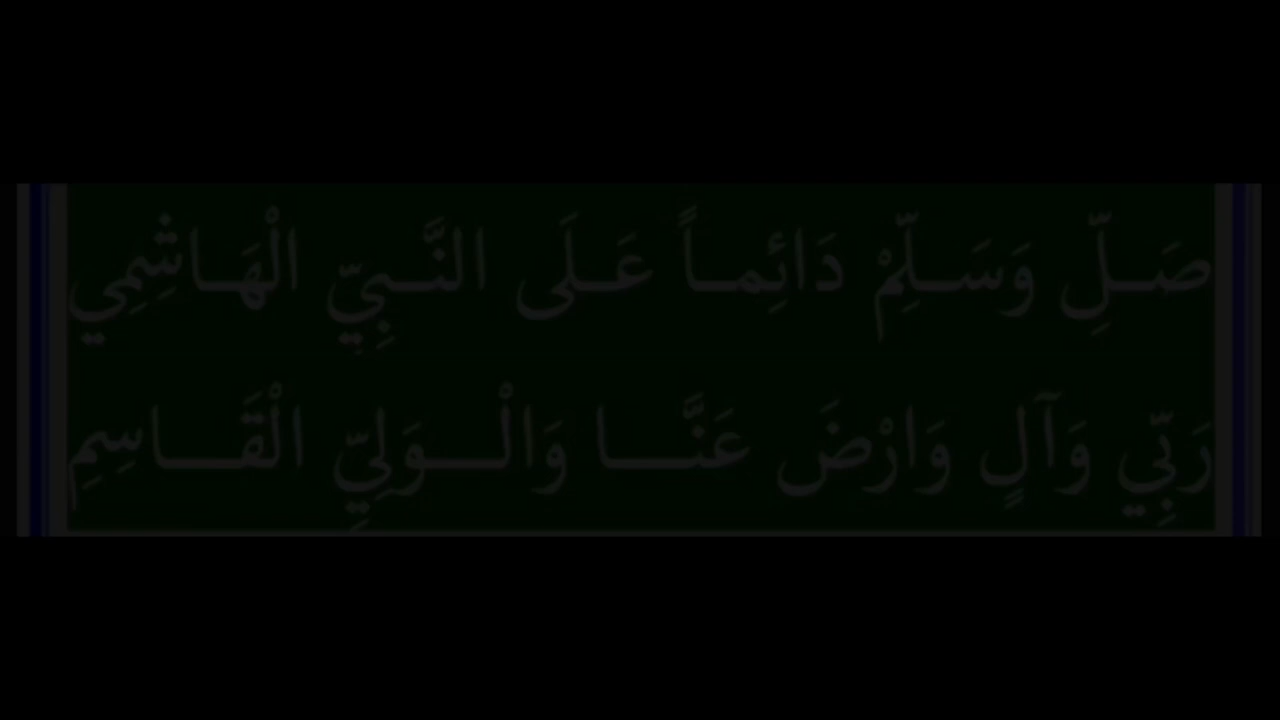 صَلِّ وَسَلِّمْ دَائِماً عَلَى النَّبِيِّ الْهَاشِمِي
رَبِّي وَآلٍ وَارْضَ عَنَّا وَالْوَلِيِّ الْقَاسِمِ